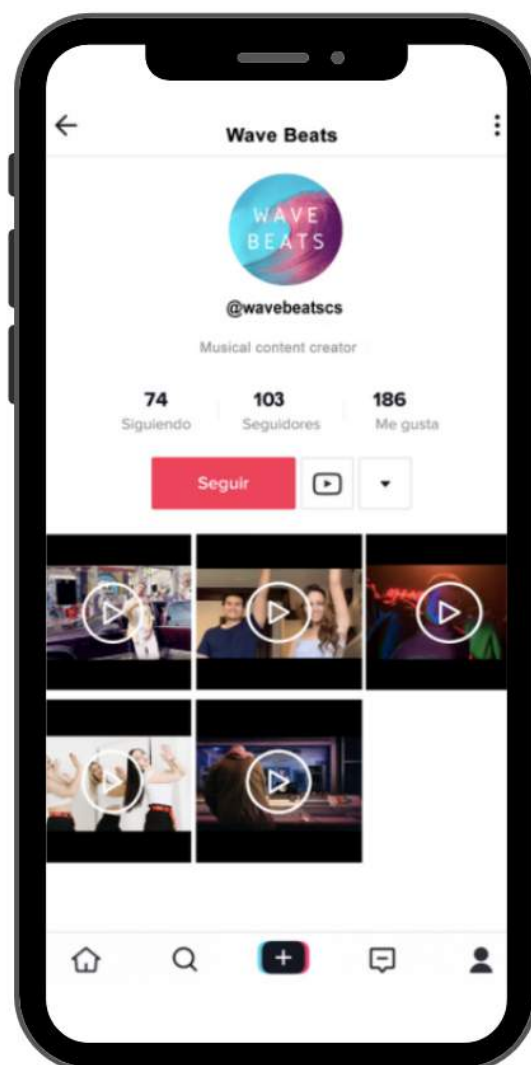 Wave Beats
WAVE
BEATS
@wavebeatscs
Musical content creator
74 103 186
Siguiendo Seguidores Me gusta
Seguir